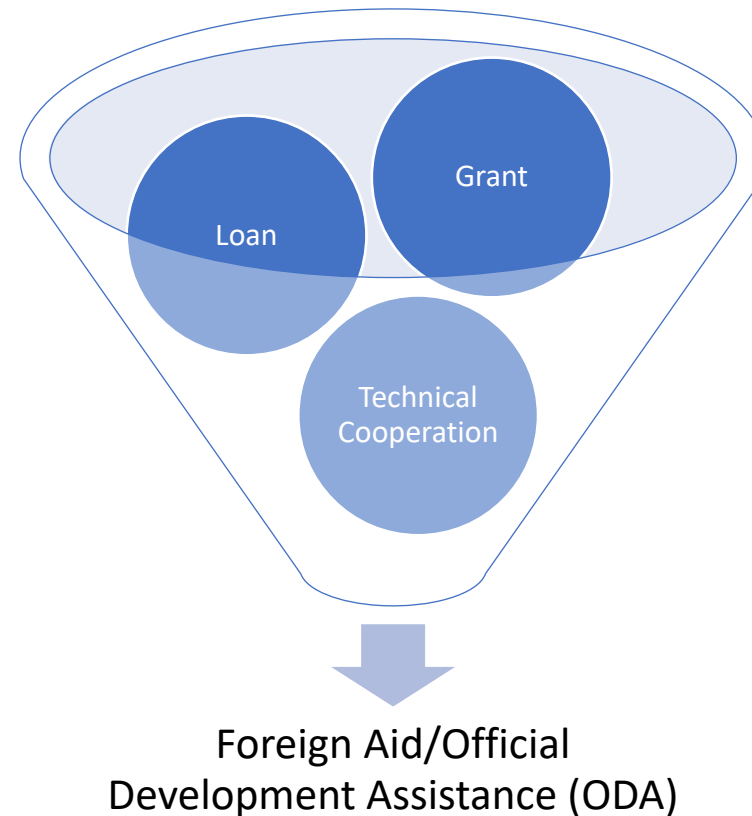 Grant
Loan
Technical
Cooperation
Foreign Aid/Official
Development Assistance (ODA)